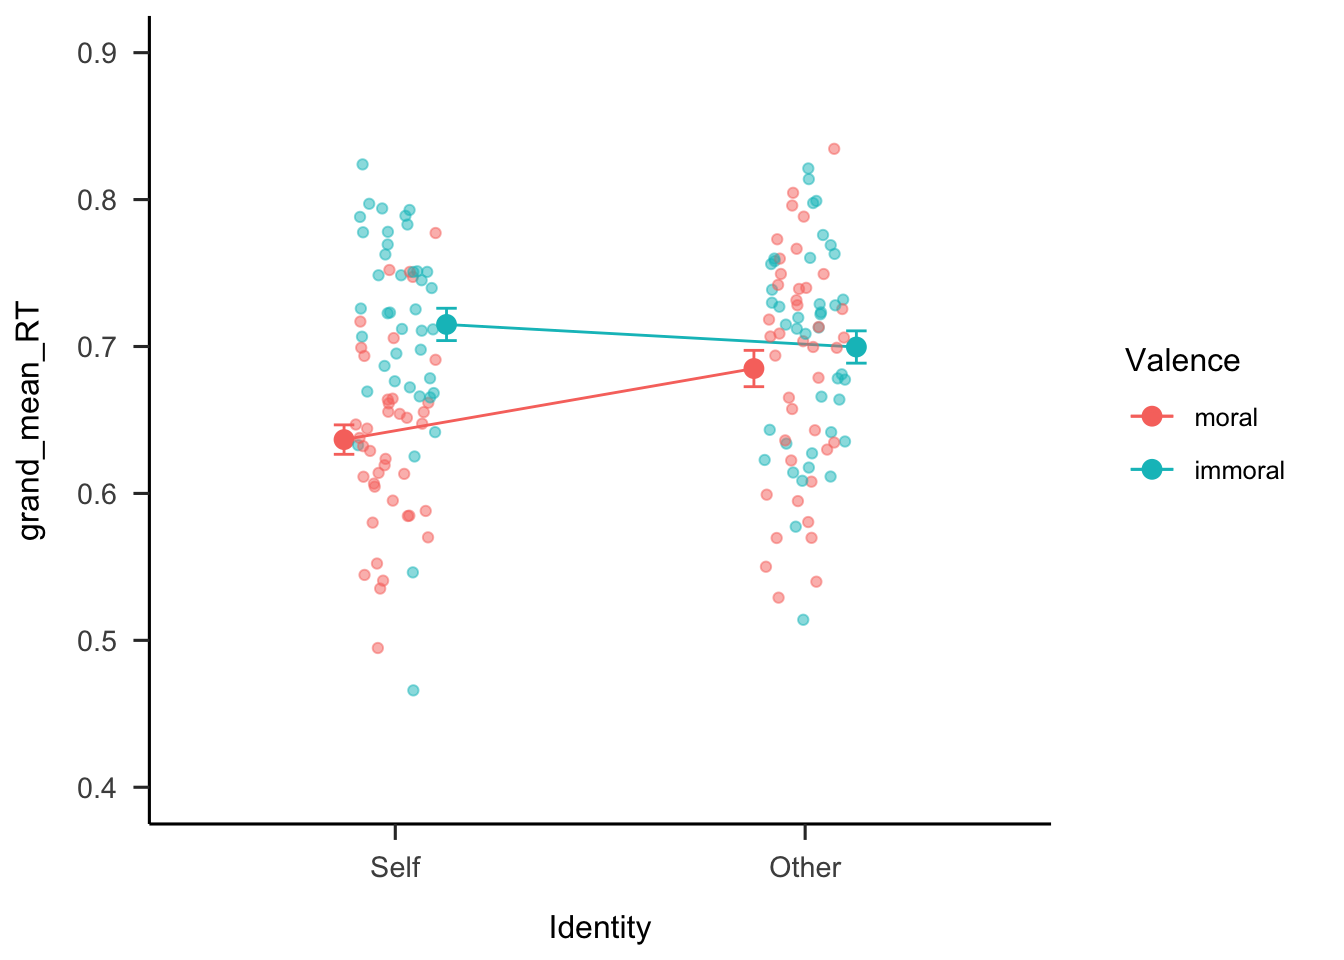 0.9
0.8
0.7
0.6
0.5
0.4
grand_mean_RT
Self
Other
Identity
Valence
moral
immoral